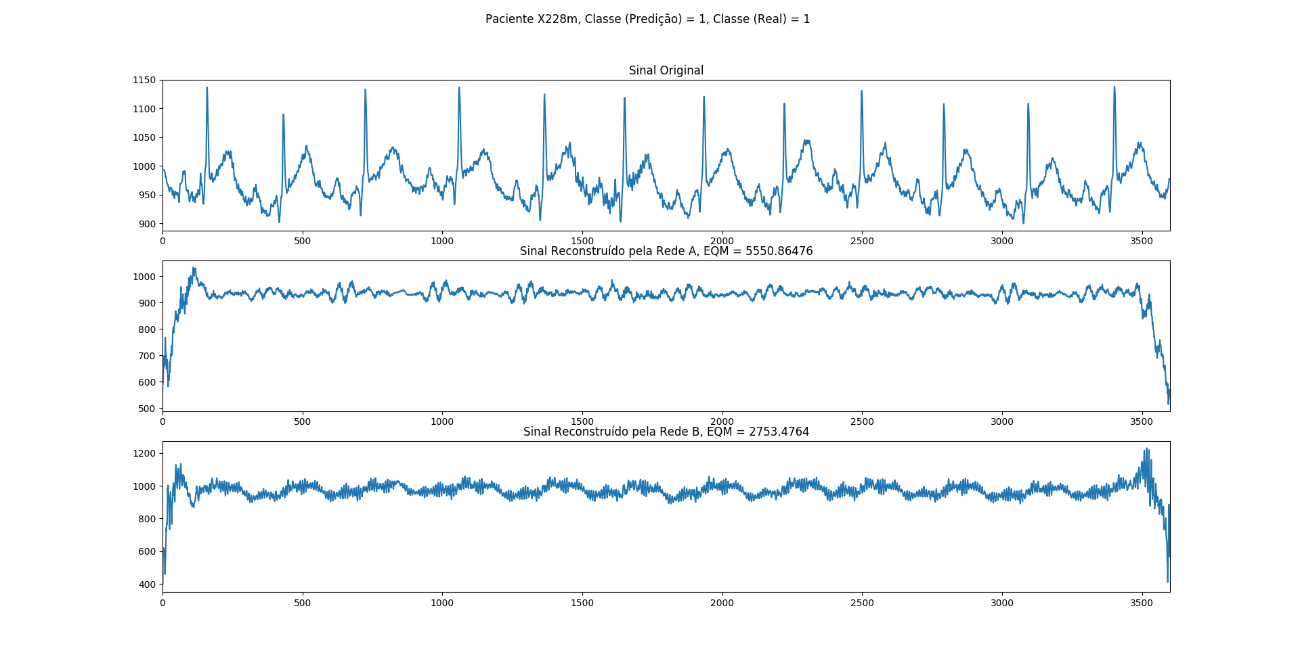 Paciente X228m, Classe (Predição) = 1, Classe (Real) = 1
Sinal Original
1150
1100
1050
1000
950
900
0 500 1000 1500 2000 2500 3000 3500
Sinal Reconstruído pela Rede A, EQM = 5550.86476
1000
900
800
700
600
500
0 500 1000 1500 2000 2500 3000 3500
Sinal Reconstruído pela Rede B, EQM = 2753.4764
1200
1000
800
600
400
0 500 1000 1500 2000 2500 3000 3500